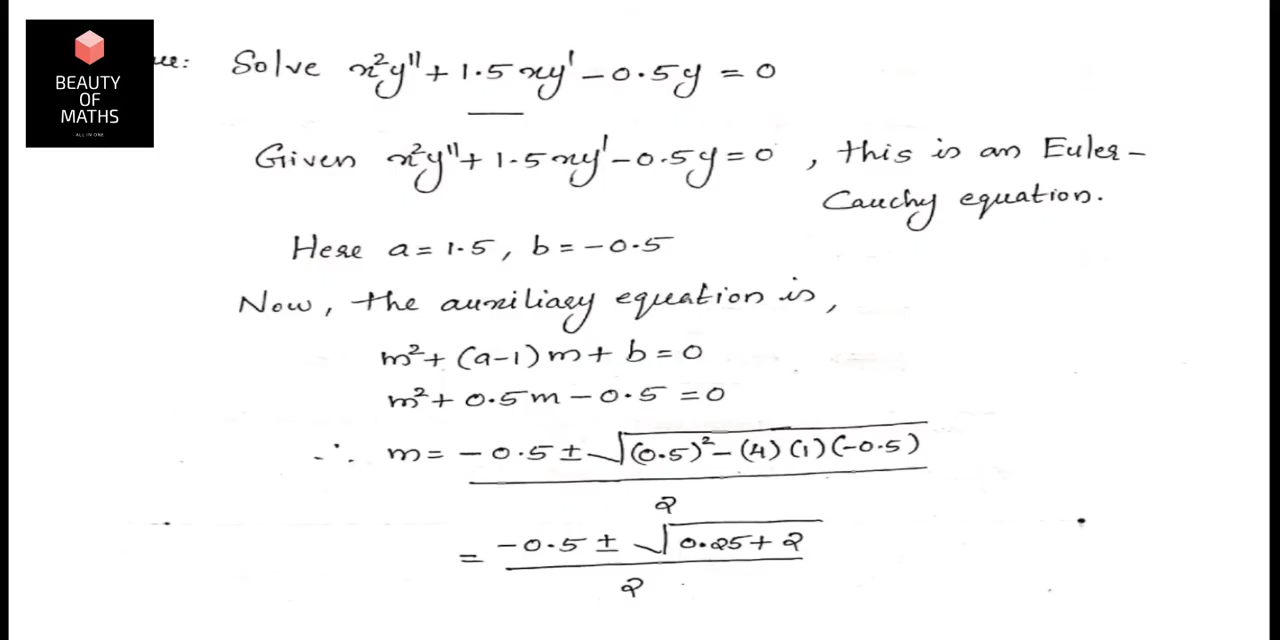 BEAUTY
OF
MATHS
ALL IN ONE
Solve x²y'' + 1.5xy' − 0.5y = 0
Given x²y'' + 1.5xy' − 0.5y = 0 , this is an Euler-
Cauchy equation.
Here a = 1.5, b = −0.5
Now, the auxiliary equation is,
m² + (a−1)m + b = 0
m² + 0.5m − 0.5 = 0
∴ m = −0.5 ± √(0.5)² − (4)(1)(−0.5)
2
= −0.5 ± √0.25 + 2
2